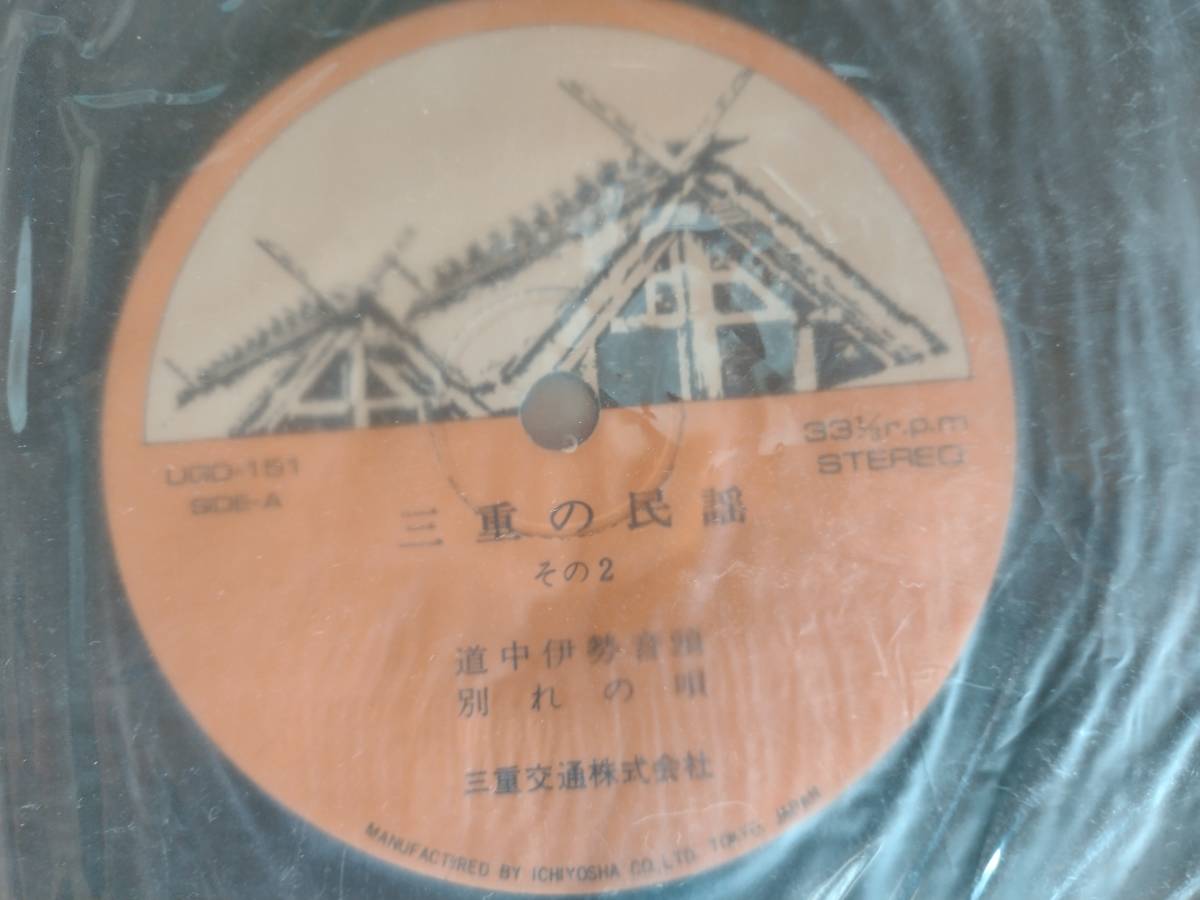 UGD-151
SIDE-A
33⅓r.p.m
STEREO
三重の民謡
その2
道中伊勢音頭
別れの唄
三重交通株式会社
MANUFACTURED BY ICHIYOSHA CO.,LTD. TOKYO JAPAN